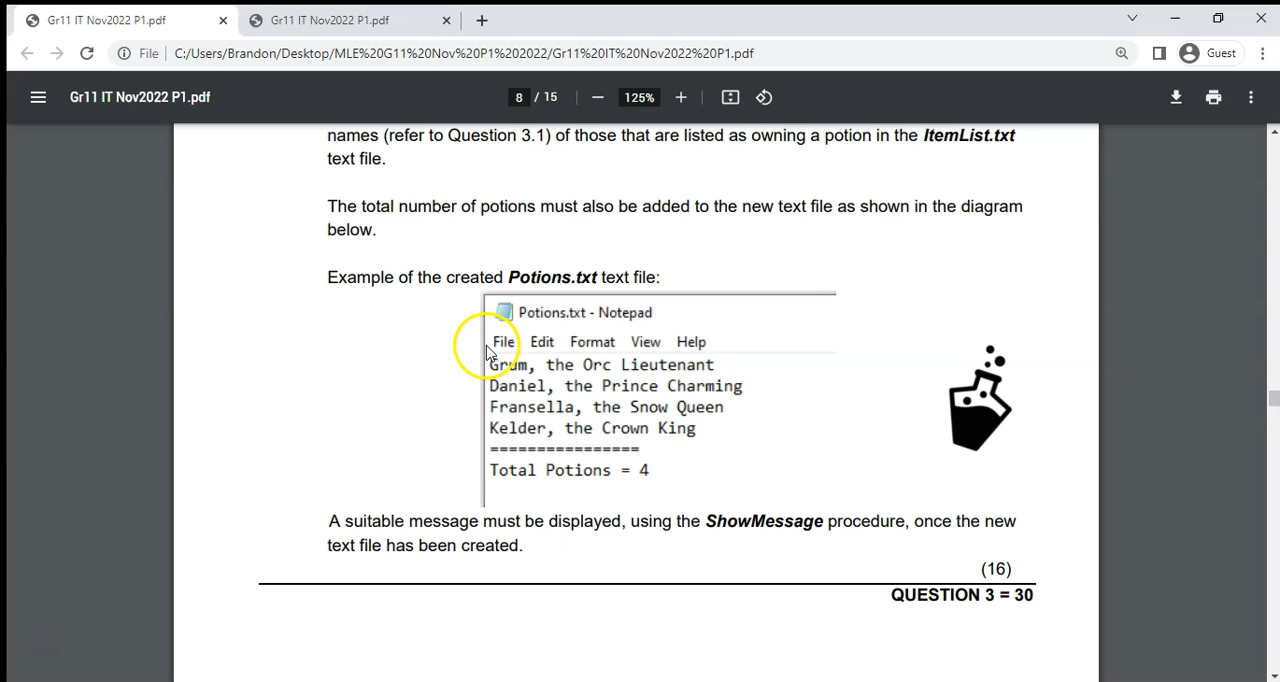 Gr11 IT Nov2022 P1.pdf
Gr11 IT Nov2022 P1.pdf
File
C:/Users/Brandon/Desktop/MLE%20G11%20Nov%20P1%202022/Gr11%20IT%20Nov2022%20P1.pdf
Guest
Gr11 IT Nov2022 P1.pdf
8 / 15
125%
names (refer to Question 3.1) of those that are listed as owning a potion in the ItemList.txt
text file.
The total number of potions must also be added to the new text file as shown in the diagram
below.
Example of the created Potions.txt text file:
Potions.txt - Notepad
File Edit Format View Help
Grum, the Orc Lieutenant
Daniel, the Prince Charming
Fransella, the Snow Queen
Kelder, the Crown King
================
Total Potions = 4
A suitable message must be displayed, using the ShowMessage procedure, once the new
text file has been created.
(16)
QUESTION 3 = 30